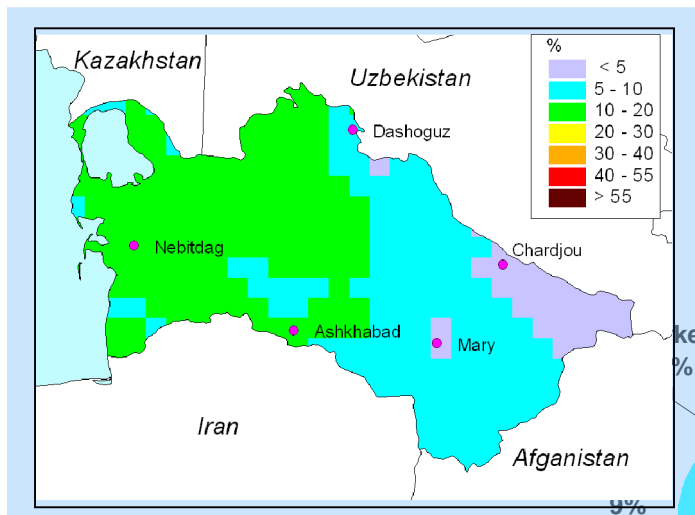 Kazakhstan
Uzbekistan
%
< 5
5 - 10
10 - 20
20 - 30
30 - 40
40 - 55
> 55
Dashoguz
Nebitdag
Chardjou
Ashkhabad
Mary
ke
%
Iran
Afganistan
9%